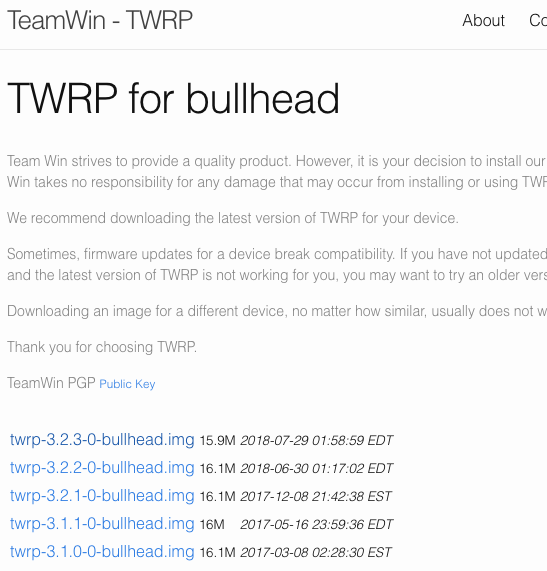 TeamWin - TWRP About
TWRP for bullhead
Team Win strives to provide a quality product. However, it is your decision to install our
Win takes no responsibility for any damage that may occur from installing or using
We recommend downloading the latest version of TWRP for your device.
Sometimes, firmware updates for a device break compatibility. If you have not updated
and the latest version of TWRP is not working for you, you may want to try an older
Downloading an image for a different device, no matter how similar, usually does not
Thank you for choosing TWRP.
TeamWin PGP Public Key
twrp-3.2.3-0-bullhead.img 15.9M 2018-07-29 01:58:59 EDT
twrp-3.2.2-0-bullhead.img 16.1M 2018-06-30 01:17:02 EDT
twrp-3.2.1-0-bullhead.img 16.1M 2017-12-08 21:42:38 EST
twrp-3.1.1-0-bullhead.img 16M 2017-05-16 23:59:36 EDT
twrp-3.1.0-0-bullhead.img 16.1M 2017-03-08 02:28:30 EST